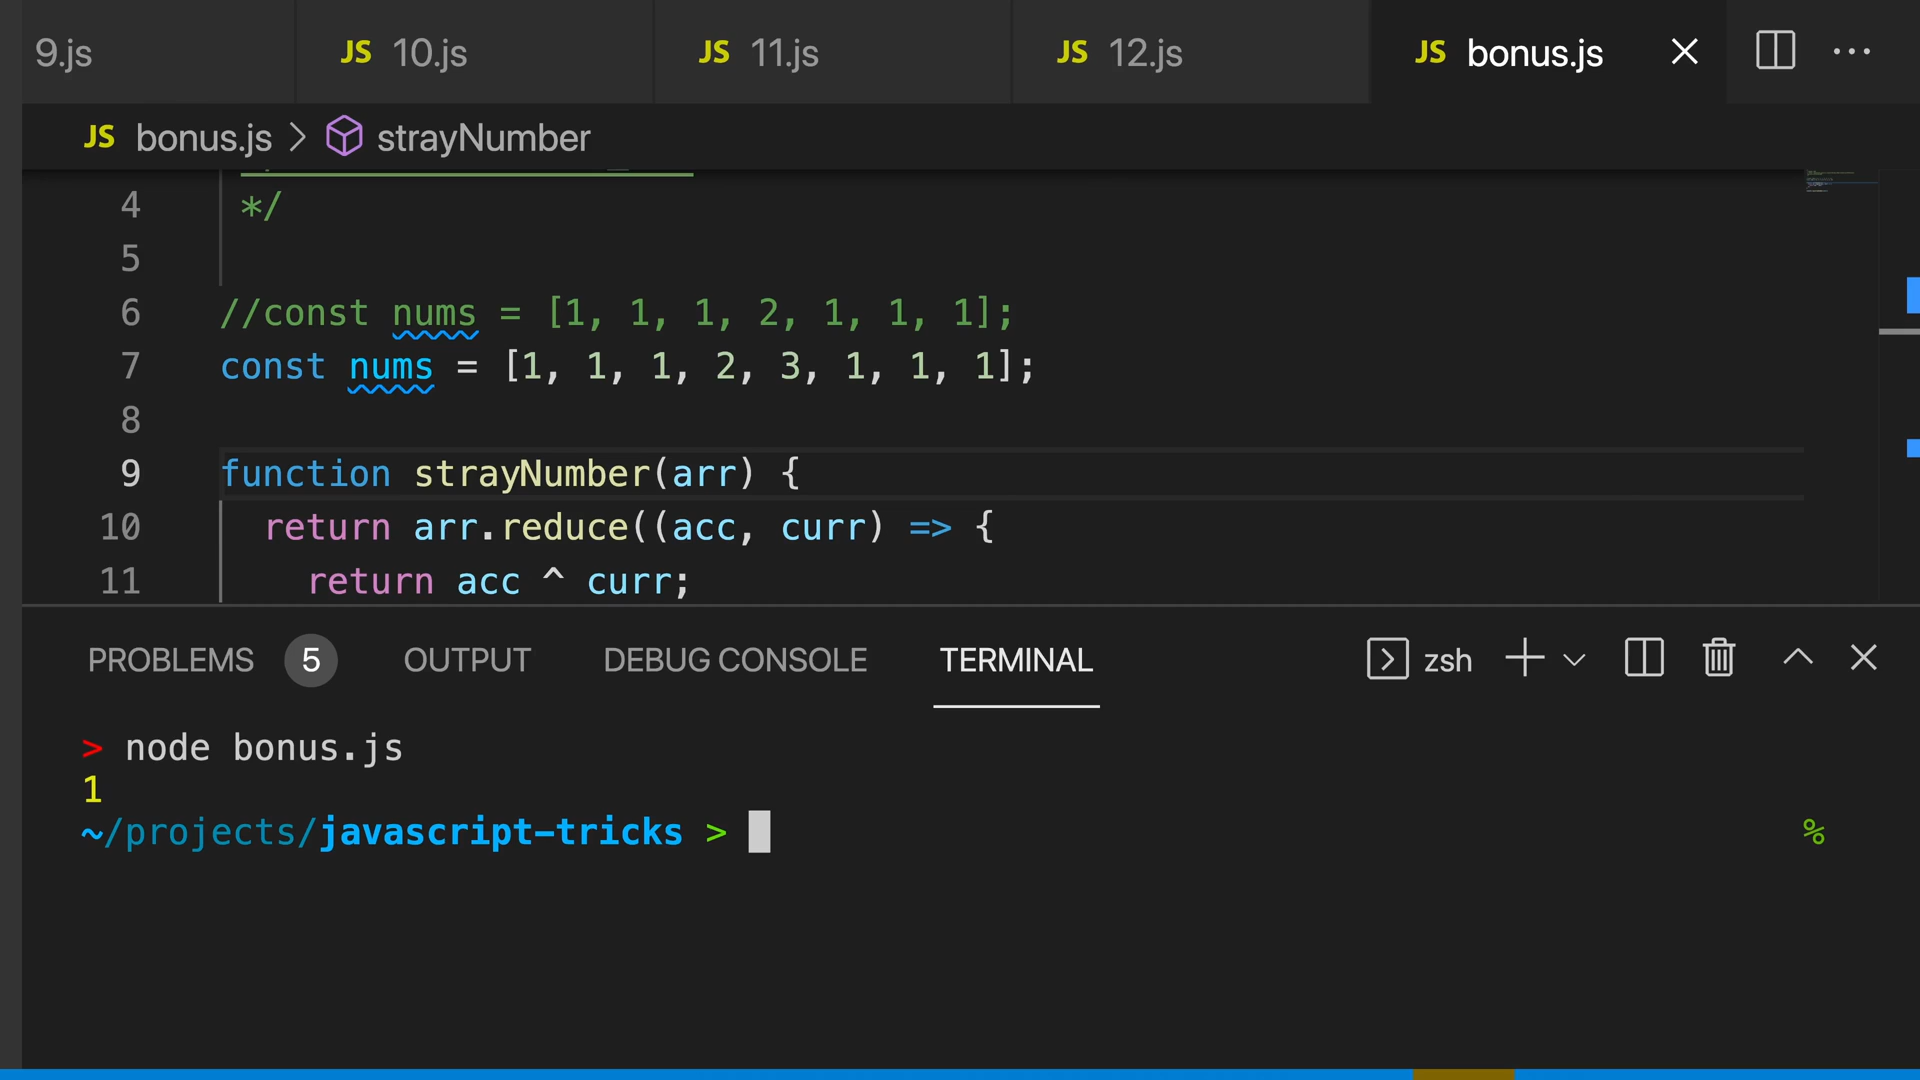 9.js
JS 10.js
JS 11.js
JS 12.js
JS bonus.js
JS bonus.js > strayNumber
4 */
5
6 //const nums = [1, 1, 1, 2, 1, 1, 1];
7 const nums = [1, 1, 1, 2, 3, 1, 1, 1];
8
9 function strayNumber(arr) {
10 return arr.reduce((acc, curr) => {
11 return acc ^ curr;
PROBLEMS 5 OUTPUT DEBUG CONSOLE TERMINAL zsh
> node bonus.js
1
~/projects/javascript-tricks > %